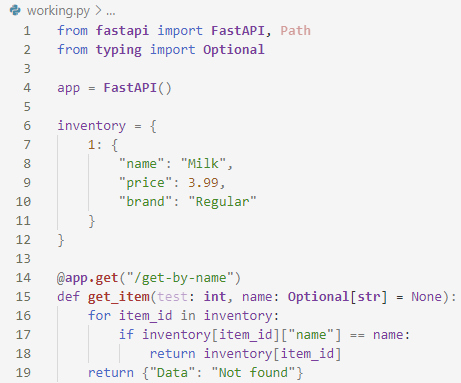 working.py > ...
1 from fastapi import FastAPI, Path
2 from typing import Optional
3
4 app = FastAPI()
5
6 inventory = {
7     1: {
8         "name": "Milk",
9         "price": 3.99,
10         "brand": "Regular"
11     }
12 }
13
14 @app.get("/get-by-name")
15 def get_item(test: int, name: Optional[str] = None):
16     for item_id in inventory:
17         if inventory[item_id]["name"] == name:
18             return inventory[item_id]
19     return {"Data": "Not found"}